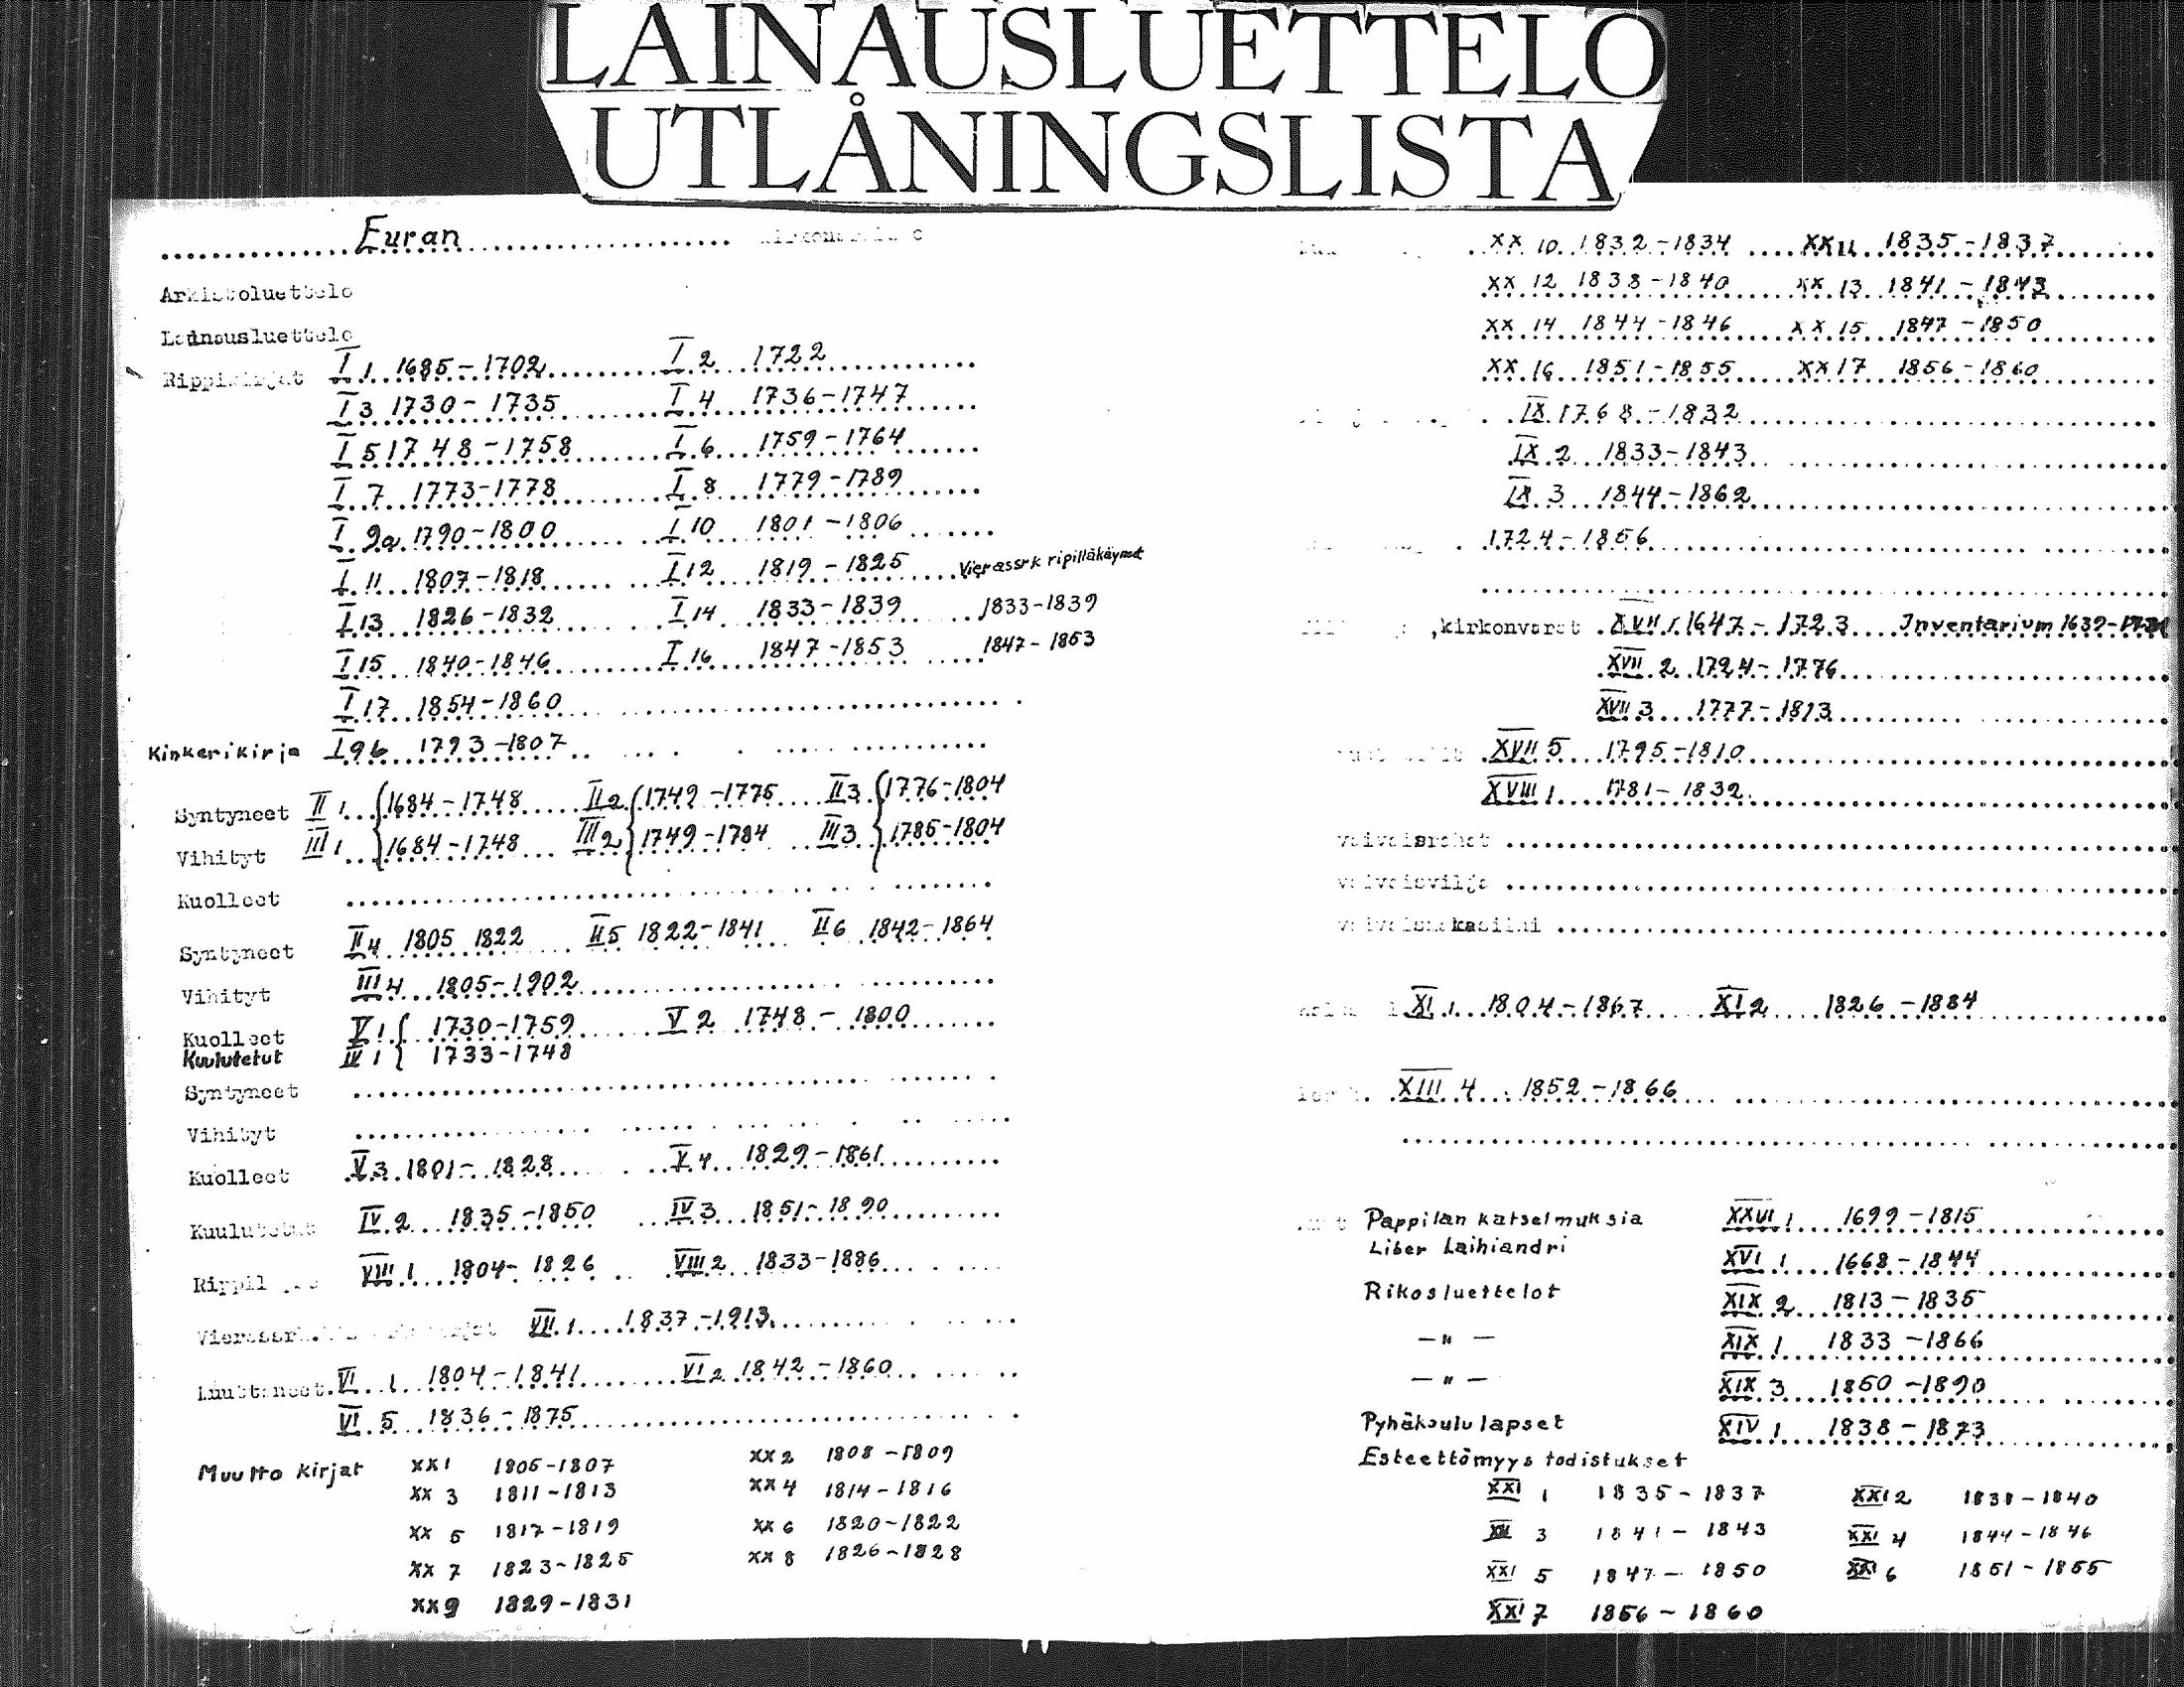 LAINAUSLUETTELO
UTLÅNINGSLISTA
Euran
Arkistoluettelo
Lainausluettelo
Rippikirjat I 1 1685-1702 I 2 1722
I 3 1730-1735 I 4 1736-1747
I 5 1748-1758 I 6 1759-1764
I 7 1773-1778 I 8 1779-1789
I 9a 1790-1800 I 10 1801-1806
I 11 1807-1818 I 12 1819-1825 Vierassrk ripilläkäyneet
I 13 1826-1832 I 14 1833-1839 1833-1839
I 15 1840-1846 I 16 1847-1853 1847-1853
I 17 1854-1860
Kinkerikirja I 9b 1793-1807
Syntyneet II 1 1684-1748 II 2 1749-1775 II 3 1776-1804
Vihityt III 1 1684-1748 III 2 1749-1784 III 3 1785-1804
Kuolleet
Syntyneet II 4 1805 1822 II 5 1822-1841 II 6 1842-1864
Vihityt III 4 1805-1902
Kuolleet V 1 1730-1759 V 2 1748-1800
Kuulutetut IV 1 1733-1748
Syntyneet
Vihityt
Kuolleet V 3 1801-1828 V 4 1829-1861
Kuulutetut IV 2 1835-1850 IV 3 1851-1890
VIII 1 1804-1826 VIII 2 1833-1886
VII 1 1837-1913
Muuttaneet VI 1 1804-1841 VI 2 1842-1860
VI 5 1836-1875
Muuttokirjat XX 1 1805-1807 XX 2 1808-1809
XX 3 1811-1813 XX 4 1814-1816
XX 5 1817-1819 XX 6 1820-1822
XX 7 1823-1825 XX 8 1826-1828
XX 9 1829-1831
XX 10 1832-1834 XX 11 1835-1837
XX 12 1838-1840 XX 13 1841-1843
XX 14 1844-1846 XX 15 1847-1850
XX 16 1851-1855 XX 17 1856-1860
IX 1768-1832
IX 2 1833-1843
IX 3 1844-1862
1724-1856
,kirkonvarat XVII 1 1647-1723 Inventarium
XVII 2 1724-1776
XVII 3 1777-1813
XVII 5 1795-1810
XVIII 1 1781-1832
vaivaisrahat
vaivaisvilja
vaivaismakasiini
XI 1 1804-1867 XI 2 1826-1884
XIII 4 1852-1866
Pappilan katselmuksia XXVI 1 1699-1815
Liber Laihiandri XVI 1 1668-1844
Rikosluettelot XIX 2 1813-1835
-"- XIX 1 1833-1866
-"- XIX 3 1850-1890
Pyhäkoululapset XIV 1 1838-1873
Esteettömyystodistukset
XXI 1 1835-1837 XXI 2 1838-1840
XXI 3 1841-1843 XXI 4 1844-1846
XXI 5 1847-1850 XXI 6 1851-1855
XXI 7 1856-1860